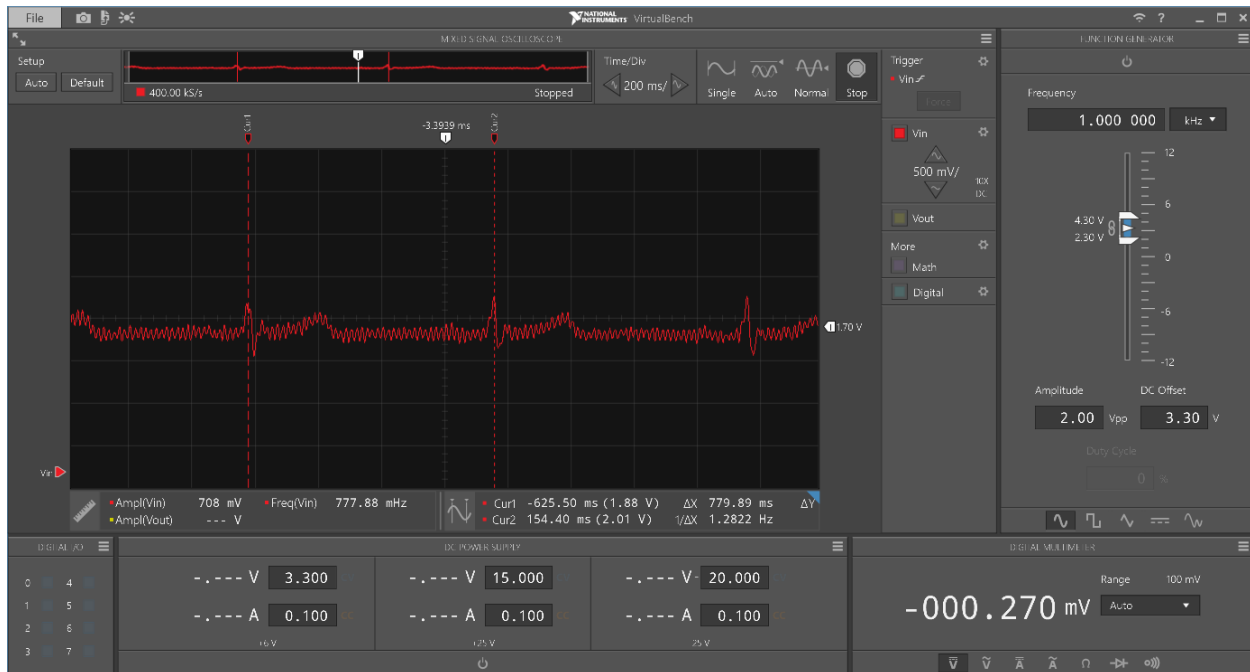 File
NATIONAL INSTRUMENTS VirtualBench
?
MIXED SIGNAL OSCILLOSCOPE
FUNCTION GENERATOR
Setup
Auto Default
400.00 kS/s Stopped
Time/Div
200 ms/
Single Auto Normal Stop
Trigger
Vin
Force
Vin
500 mV/
10X
DC
Vout
More
Math
Digital
Cur1
-3.3939 ms
Cur2
1.70 V
Vin
Ampl(Vin) 708 mV Freq(Vin) 777.88 mHz
Ampl(Vout) --- V
Cur1 -625.50 ms (1.88 V) ΔX 779.89 ms ΔY
Cur2 154.40 ms (2.01 V) 1/ΔX 1.2822 Hz
Frequency
1.000 000 kHz
12
6
4.30 V
2.30 V
0
-6
-12
Amplitude DC Offset
2.00 Vpp 3.30 V
Duty Cycle
0 %
DIGITAL I/O
0 4
1 5
2 6
3 7
DC POWER SUPPLY
-.--- V 3.300 -.--- V 15.000 -.--- V -20.000
-.--- A 0.100 -.--- A 0.100 -.--- A 0.100
+6 V +25 V 25 V
DIGITAL MULTIMETER
Range 100 mV
-000.270 mV Auto
V V A A Ω